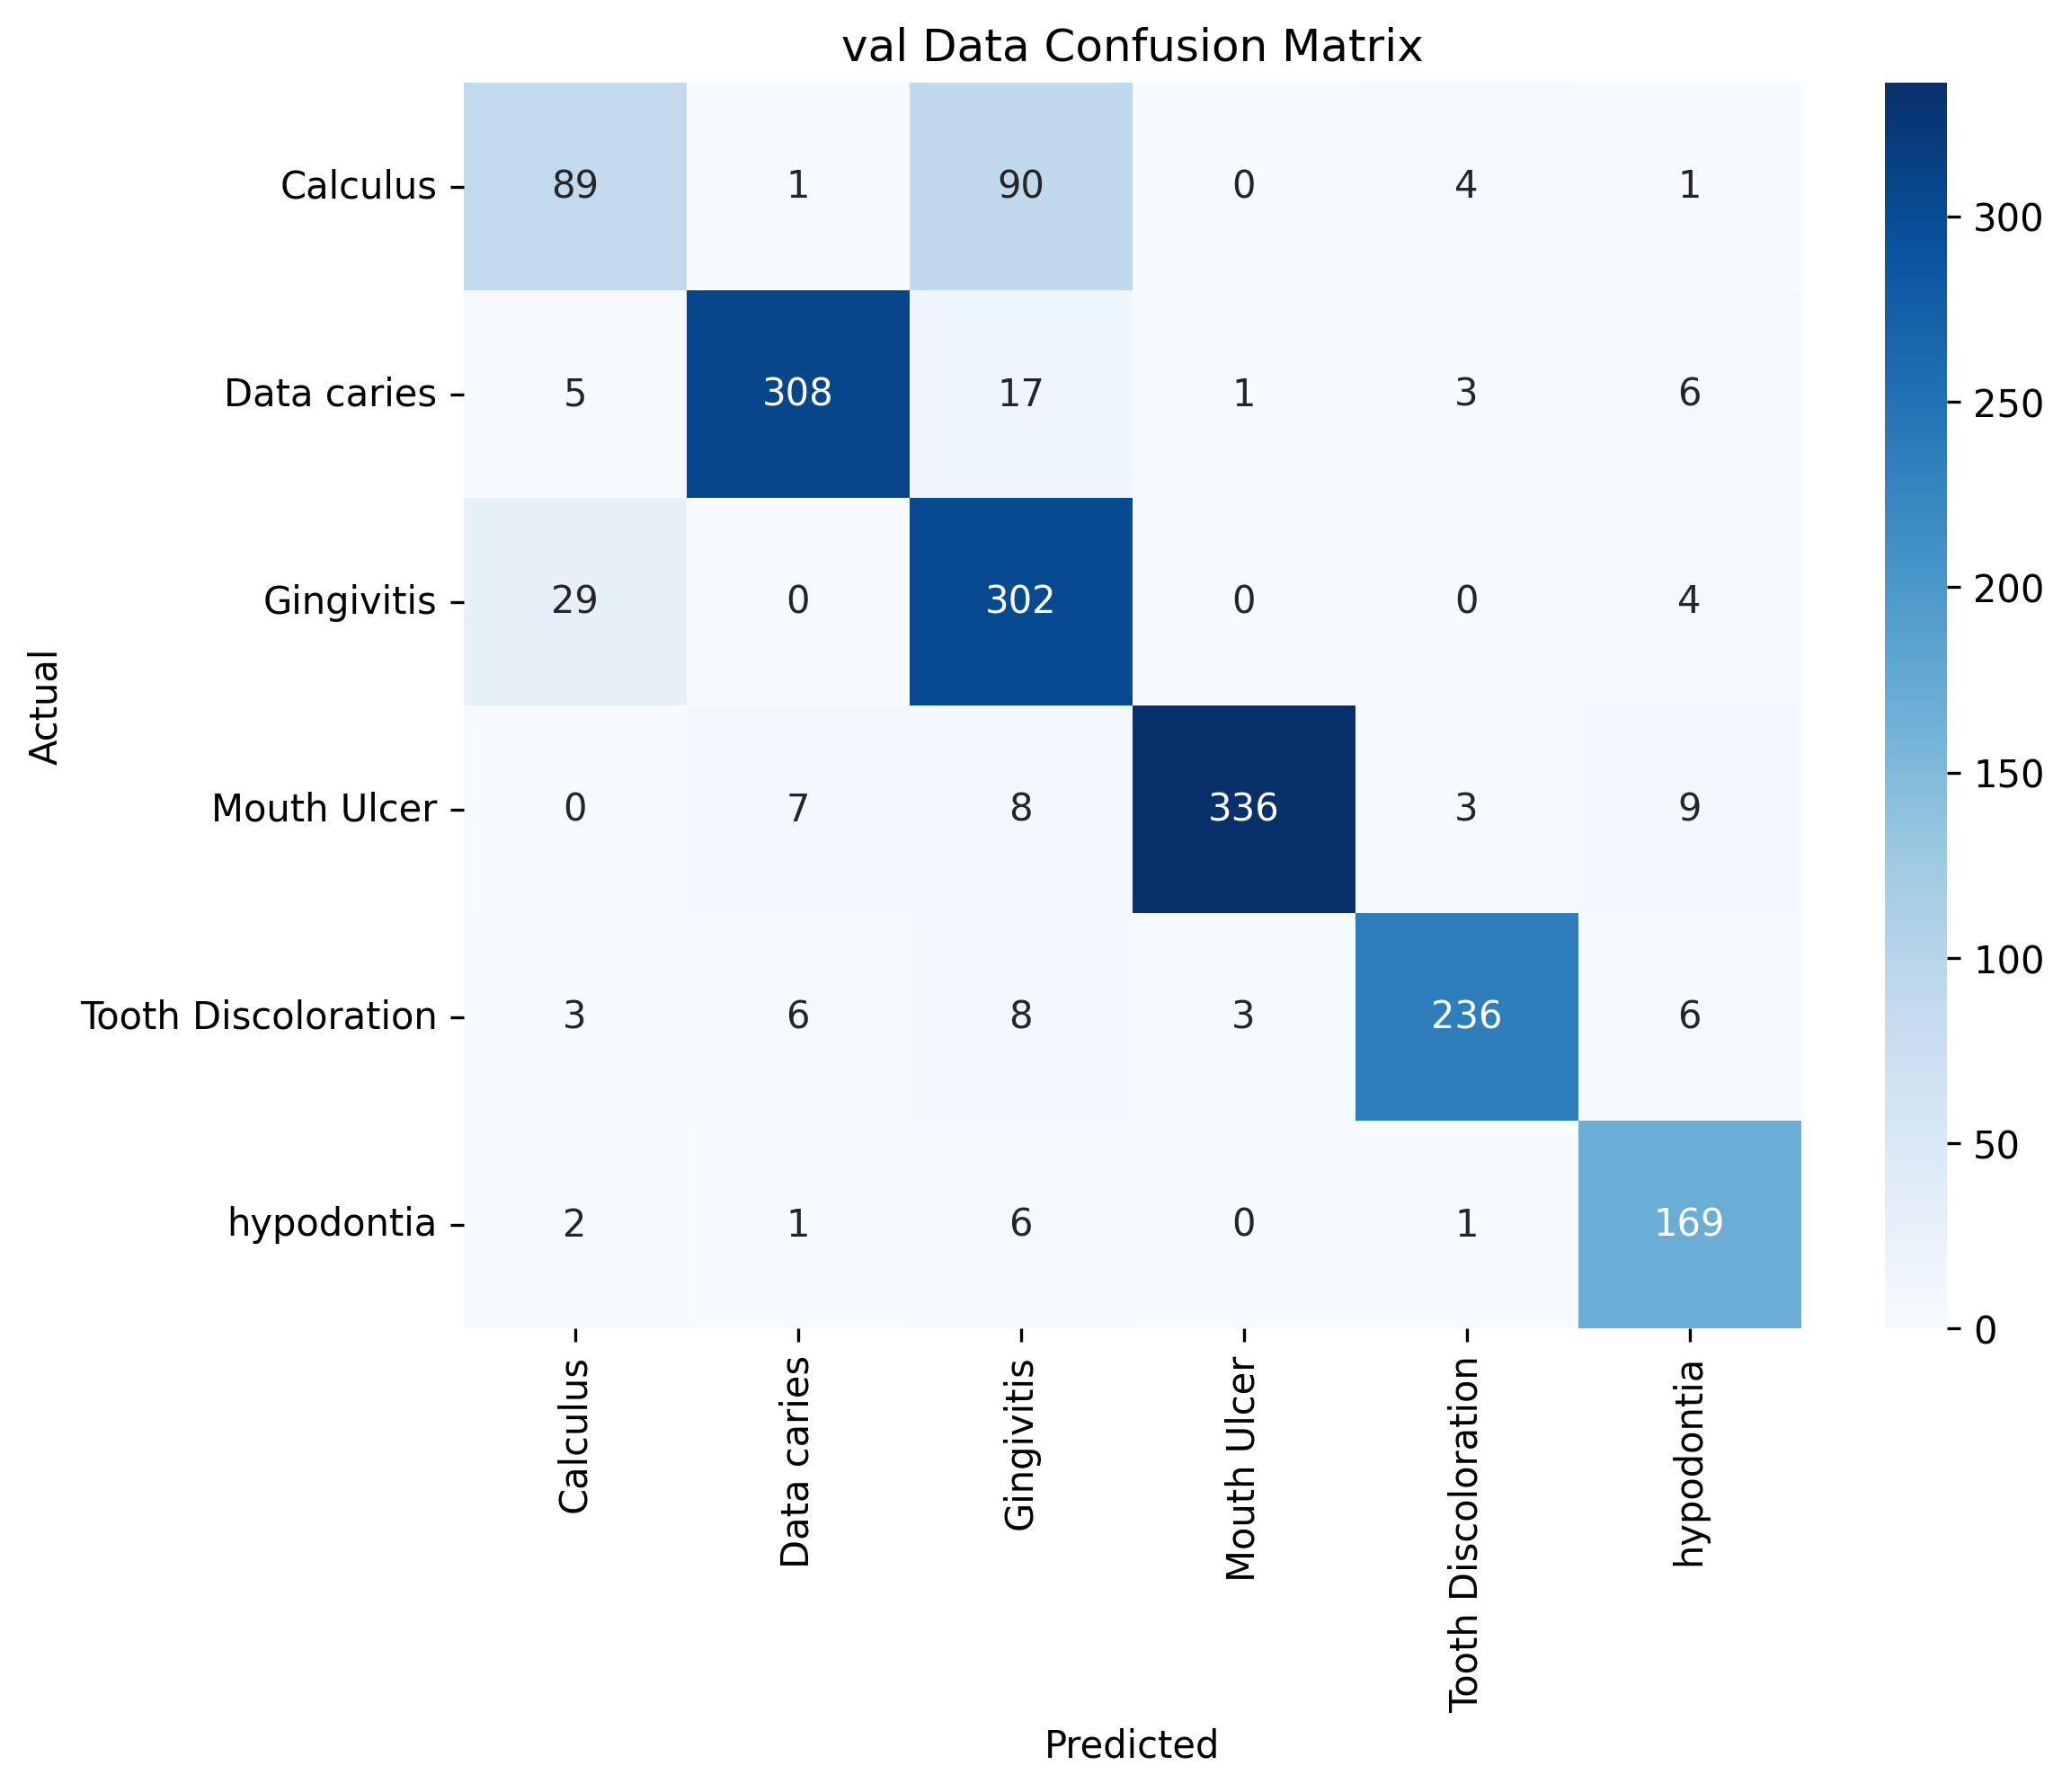 val Data Confusion Matrix
Calculus 89 1 90 0 4 1
Data caries 5 308 17 1 3 6
Gingivitis 29 0 302 0 0 4
Mouth Ulcer 0 7 8 336 3 9
Tooth Discoloration 3 6 8 3 236 6
hypodontia 2 1 6 0 1 169
Actual
Calculus
Data caries
Gingivitis
Mouth Ulcer
Tooth Discoloration
hypodontia
Predicted
300
250
200
150
100
50
0